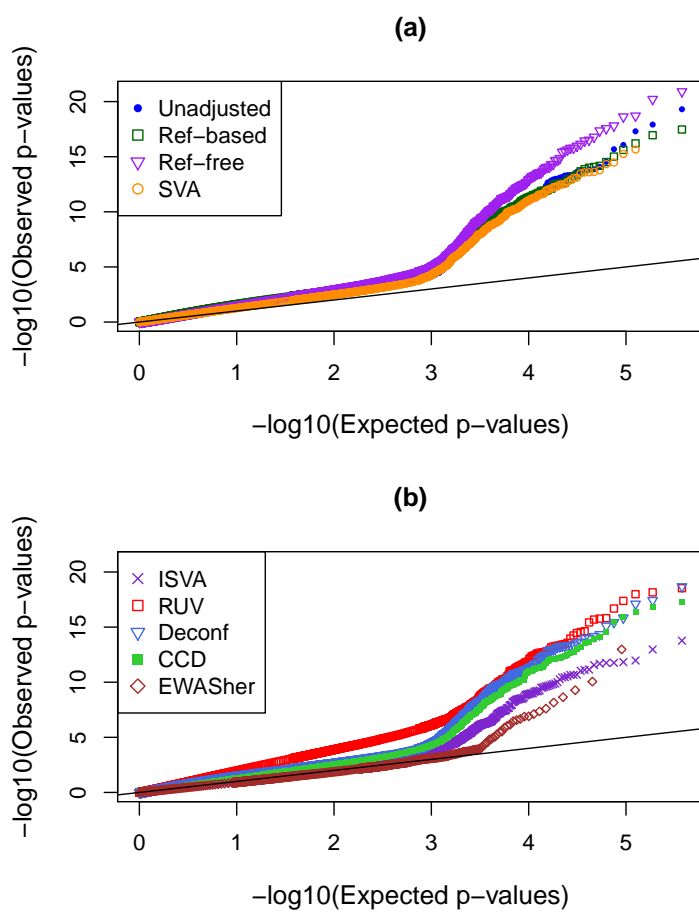 (a)
−log10(Observed p−values)
20
15
10
5
0
Unadjusted
Ref−based
Ref−free
SVA
0 1 2 3 4 5
−log10(Expected p−values)
(b)
−log10(Observed p−values)
20
15
10
5
0
ISVA
RUV
Deconf
CCD
EWASher
0 1 2 3 4 5
−log10(Expected p−values)